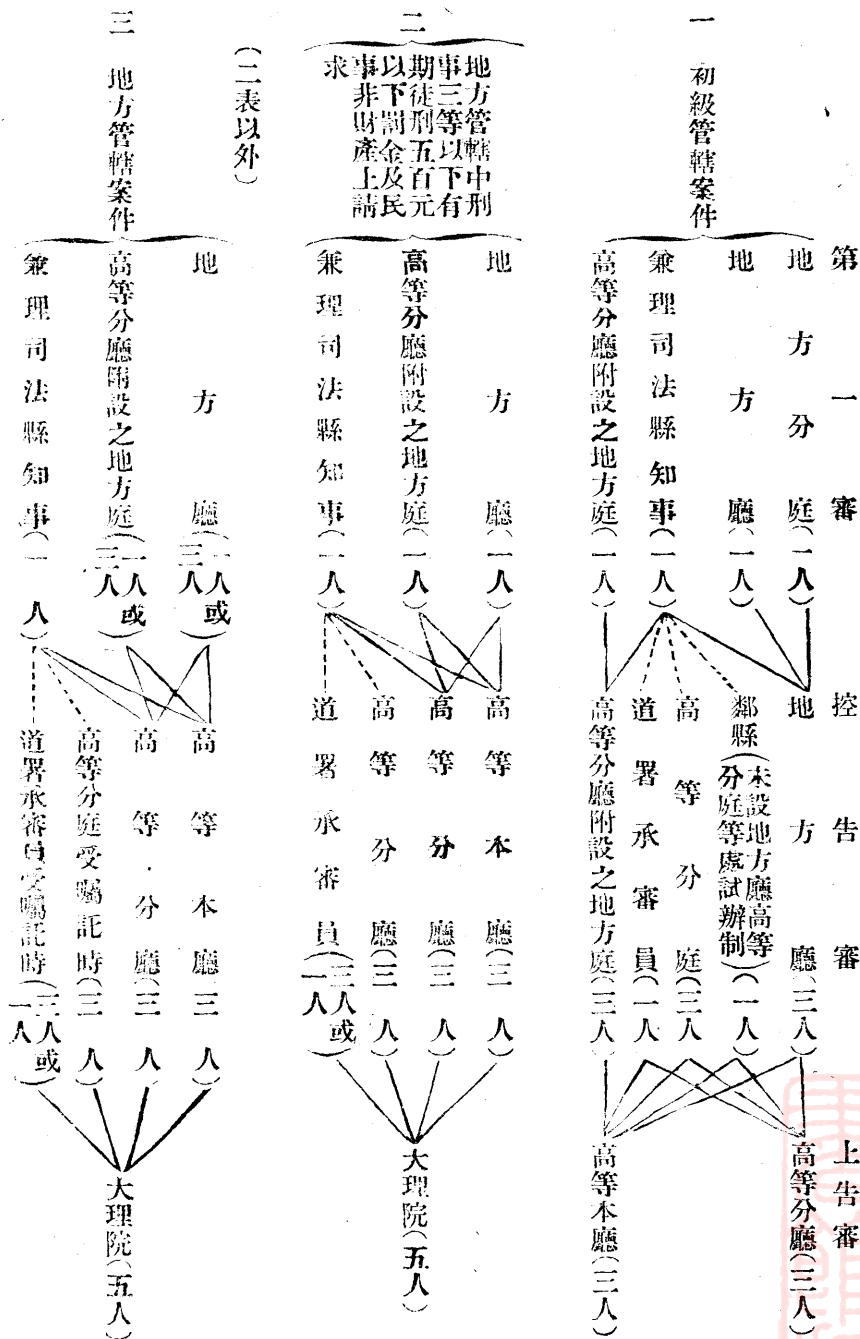 第一審　控告審　上告審
一　初級管轄案件
地方分庭(一人)
地方廳(一人)
兼理司法縣知事(一人)
高等分廳附設之地方庭(一人)
地方廳(三人)
鄰縣(未設地方廳高等分庭等處試辦制)(一人)
高等分庭(三人)
道署承審員(一人)
高等分廳附設之地方庭(三人)
高等分廳(三人)
高等本廳(三人)
二
地方管轄中刑
事三等以下有
期徒刑五百元
以下罰金及民
事非財產上請
求
地方廳(一人)
高等分廳附設之地方庭(一人)
兼理司法縣知事(一人)
高等本廳(三人)
高等分廳(三人)
高等分廳(三人)
道署承審員(三人或一人)
大理院(五人)
(二表以外)
三　地方管轄案件
地方廳(一人或三人)
高等分廳附設之地方庭(一人或三人)
兼理司法縣知事(一人)
高等本廳(三人)
高等分廳(三人)
高等分庭受囑託時(三人)
道署承審員受囑託時(三人或一人)
大理院(五人)